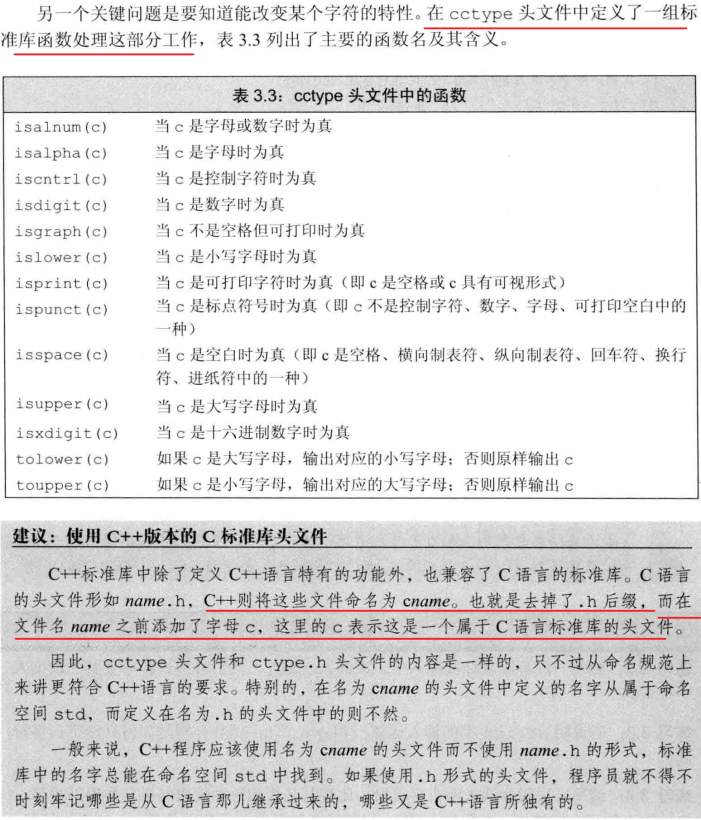 另一个关键问题是要知道能改变某个字符的特性。在 cctype 头文件中定义了一组标
准库函数处理这部分工作，表 3.3 列出了主要的函数名及其含义。
表 3.3：cctype 头文件中的函数
isalnum(c) 当 c 是字母或数字时为真
isalpha(c) 当 c 是字母时为真
iscntrl(c) 当 c 是控制字符时为真
isdigit(c) 当 c 是数字时为真
isgraph(c) 当 c 不是空格但可打印时为真
islower(c) 当 c 是小写字母时为真
isprint(c) 当 c 是可打印字符时为真（即 c 是空格或 c 具有可视形式）
ispunct(c) 当 c 是标点符号时为真（即 c 不是控制字符、数字、字母、可打印空白中的
一种）
isspace(c) 当 c 是空白时为真（即 c 是空格、横向制表符、纵向制表符、回车符、换行
符、进纸符中的一种）
isupper(c) 当 c 是大写字母时为真
isxdigit(c) 当 c 是十六进制数字时为真
tolower(c) 如果 c 是大写字母，输出对应的小写字母；否则原样输出 c
toupper(c) 如果 c 是小写字母，输出对应的大写字母；否则原样输出 c
建议：使用 C++版本的 C 标准库头文件
C++标准库中除了定义 C++语言特有的功能外，也兼容了 C 语言的标准库。C 语言
的头文件形如 name.h，C++则将这些文件命名为 cname。也就是去掉了.h 后缀，而在
文件名 name 之前添加了字母 c，这里的 c 表示这是一个属于 C 语言标准库的头文件。
因此，cctype 头文件和 ctype.h 头文件的内容是一样的，只不过从命名规范上
来讲更符合 C++语言的要求。特别的，在名为 cname 的头文件中定义的名字从属于命名
空间 std，而定义在名为.h 的头文件中的则不然。
一般来说，C++程序应该使用名为 cname 的头文件而不使用 name.h 的形式，标准
库中的名字总能在命名空间 std 中找到。如果使用.h 形式的头文件，程序员就不得不
时刻牢记哪些是从 C 语言那儿继承过来的，哪些又是 C++语言所独有的。